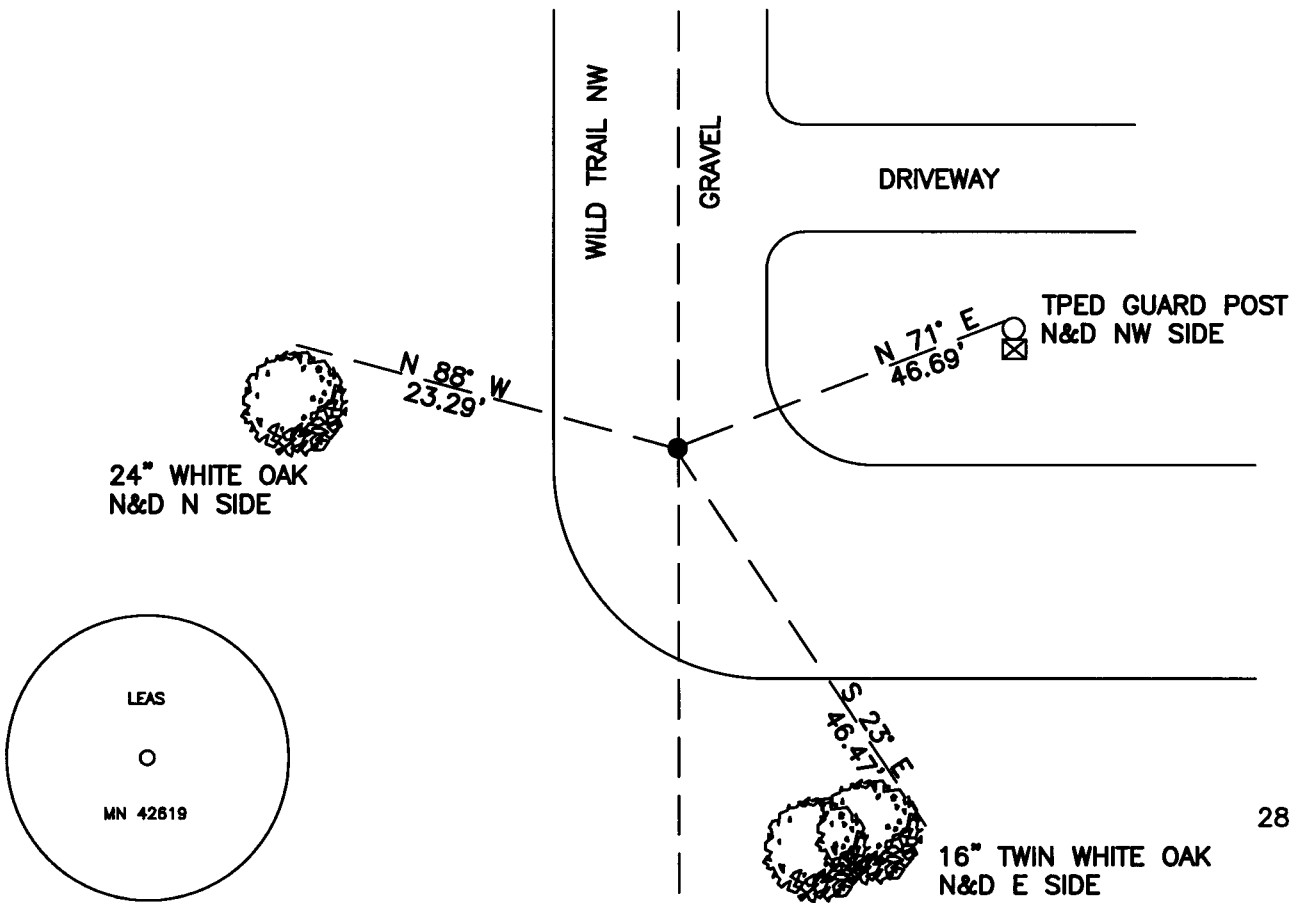 WILD TRAIL NW
GRAVEL
DRIVEWAY
TPED GUARD POST
N&D NW SIDE
N 71° E
46.69'
N 88° W
23.29'
24" WHITE OAK
N&D N SIDE
LEAS
MN 42619
S 23° E
46.47'
28
16" TWIN WHITE OAK
N&D E SIDE